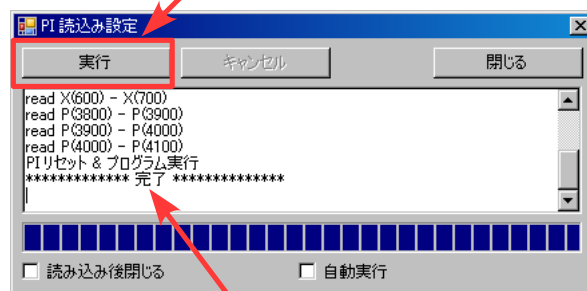 PI 読込み設定
実行
キャンセル
閉じる
read X(600) - X(700)
read P(3800) - P(3900)
read P(3900) - P(4000)
read P(4000) - P(4100)
PIリセット & プログラム実行
************* 完了 **************
読み込み後閉じる
自動実行